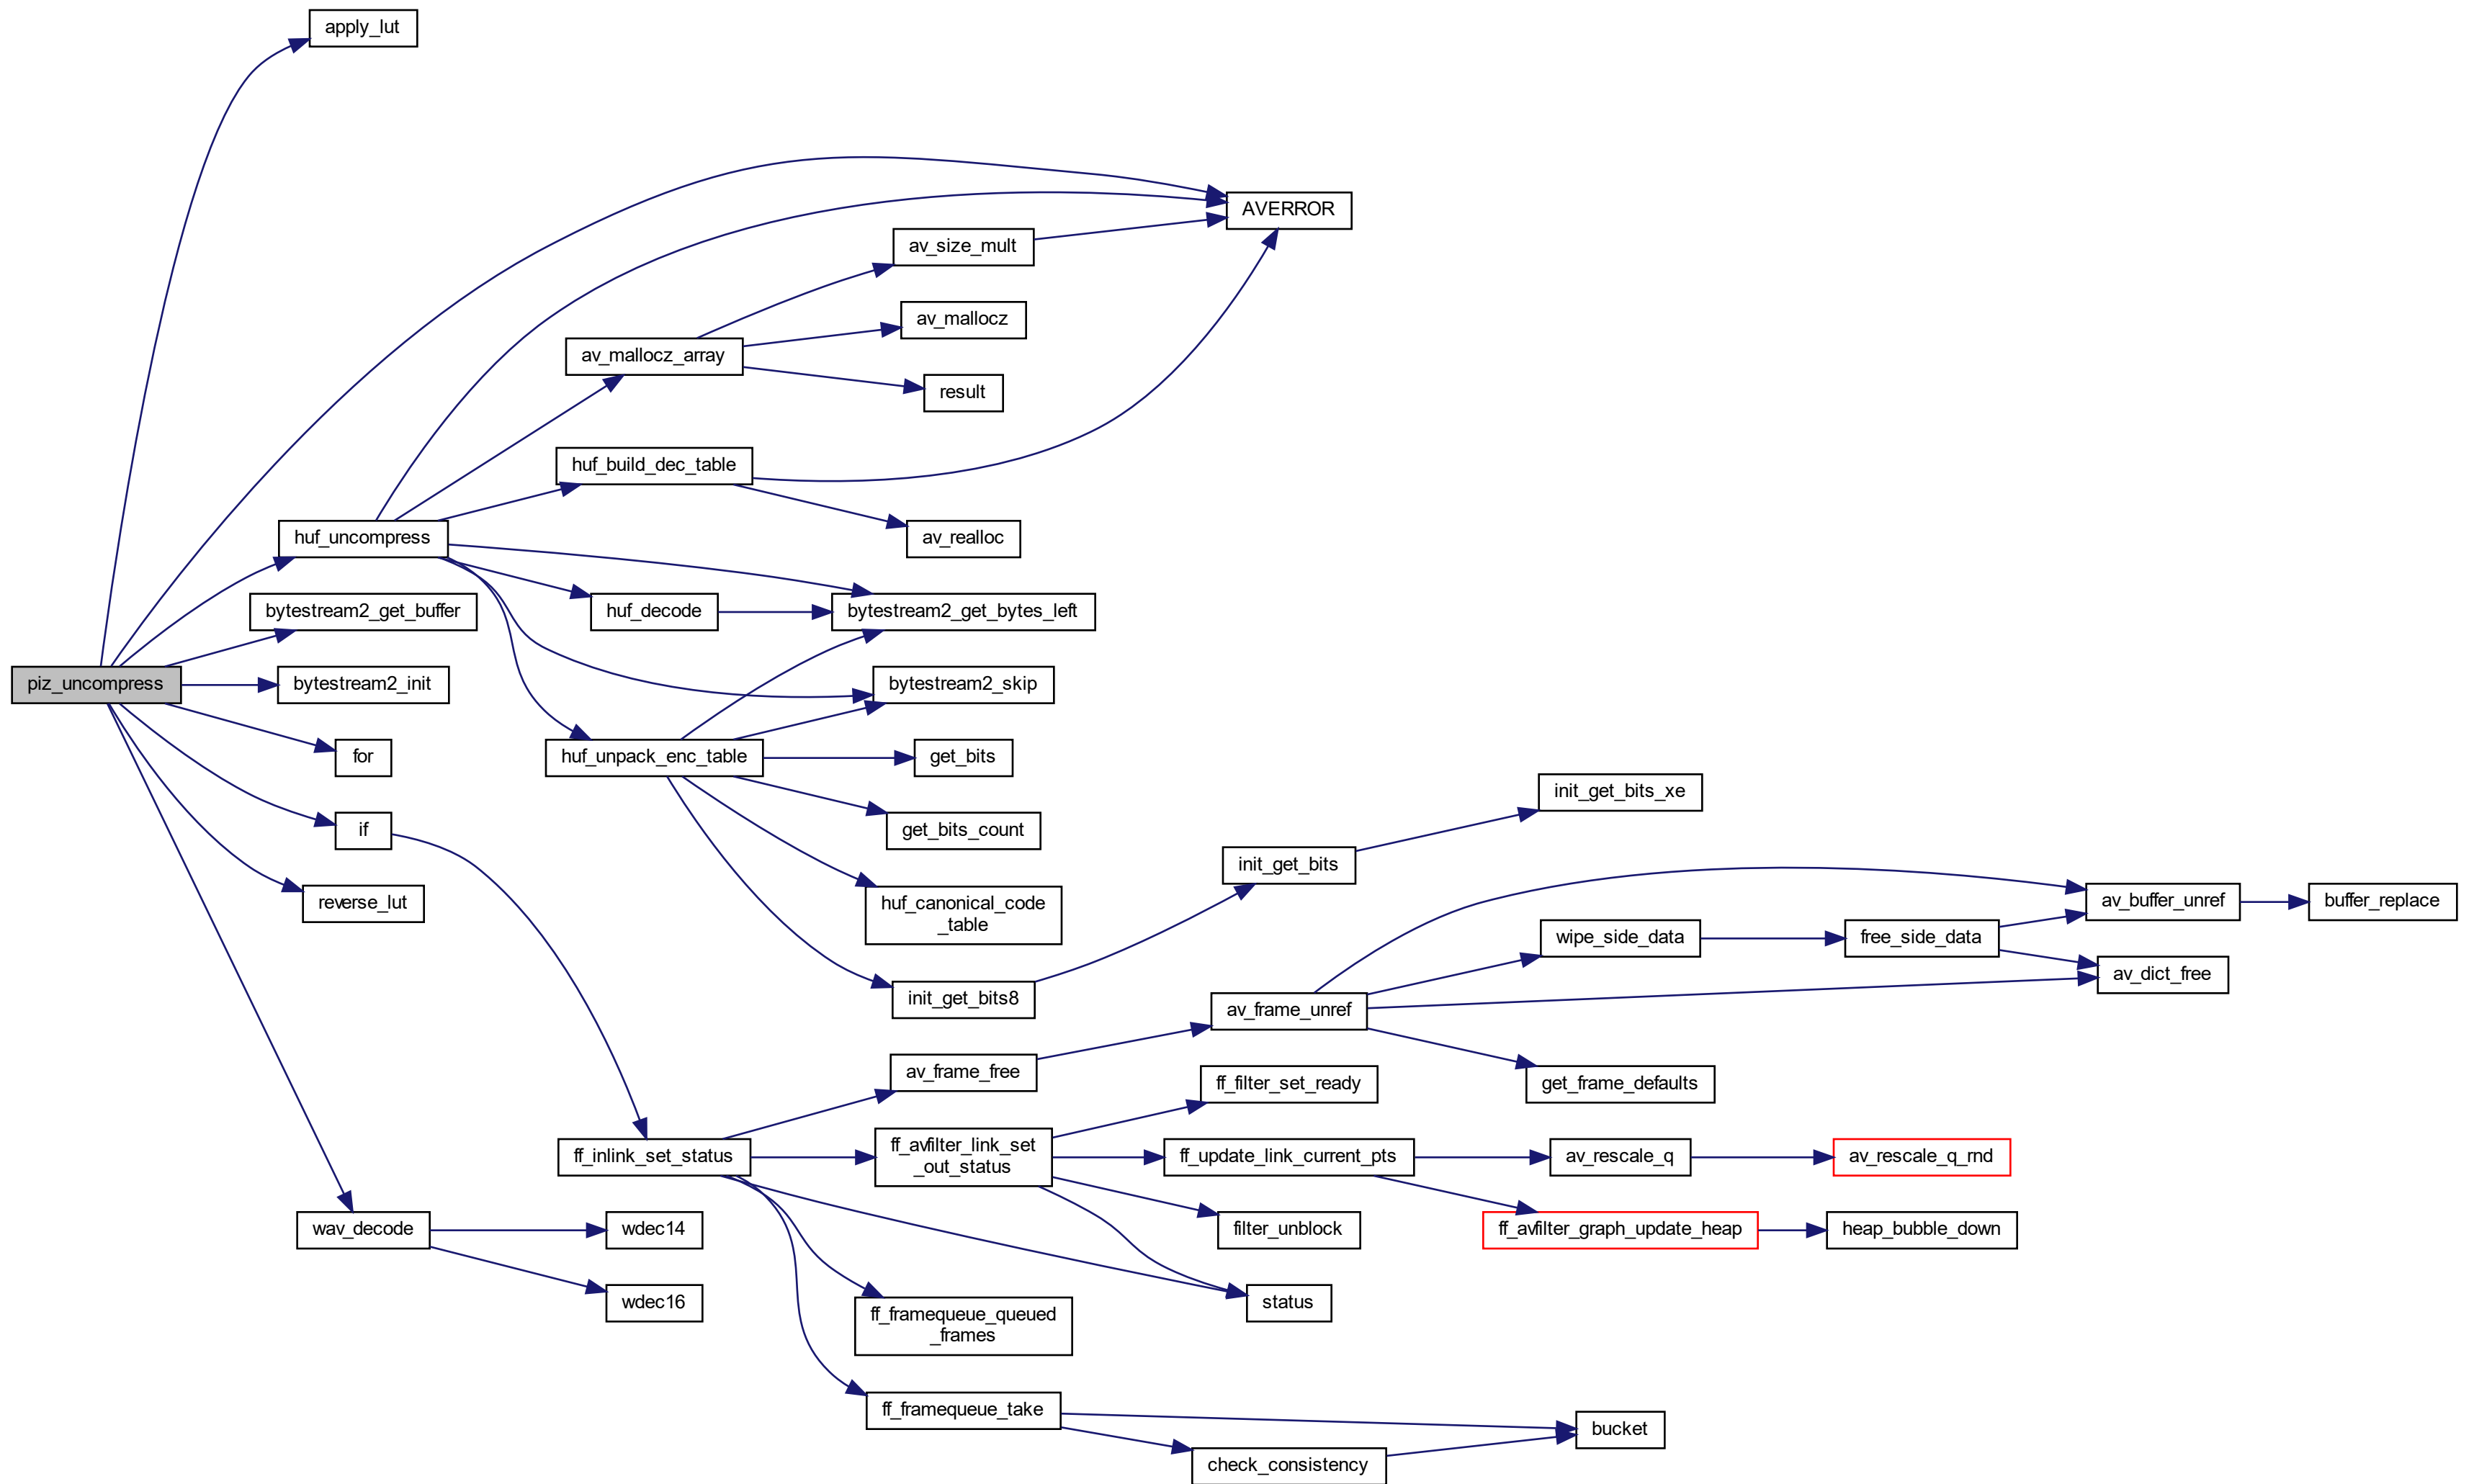 apply_lut
AVERROR
av_size_mult
av_mallocz
av_mallocz_array
result
huf_build_dec_table
huf_uncompress
av_realloc
bytestream2_get_buffer
huf_decode
bytestream2_get_bytes_left
piz_uncompress
bytestream2_init
bytestream2_skip
for
huf_unpack_enc_table
get_bits
init_get_bits_xe
if
get_bits_count
init_get_bits
reverse_lut
huf_canonical_code
_table
av_buffer_unref
buffer_replace
wipe_side_data
free_side_data
av_dict_free
init_get_bits8
av_frame_unref
av_frame_free
ff_filter_set_ready
get_frame_defaults
ff_inlink_set_status
ff_avfilter_link_set
_out_status
ff_update_link_current_pts
av_rescale_q
av_rescale_q_rnd
wav_decode
wdec14
filter_unblock
ff_avfilter_graph_update_heap
heap_bubble_down
wdec16
ff_framequeue_queued
_frames
status
ff_framequeue_take
bucket
check_consistency